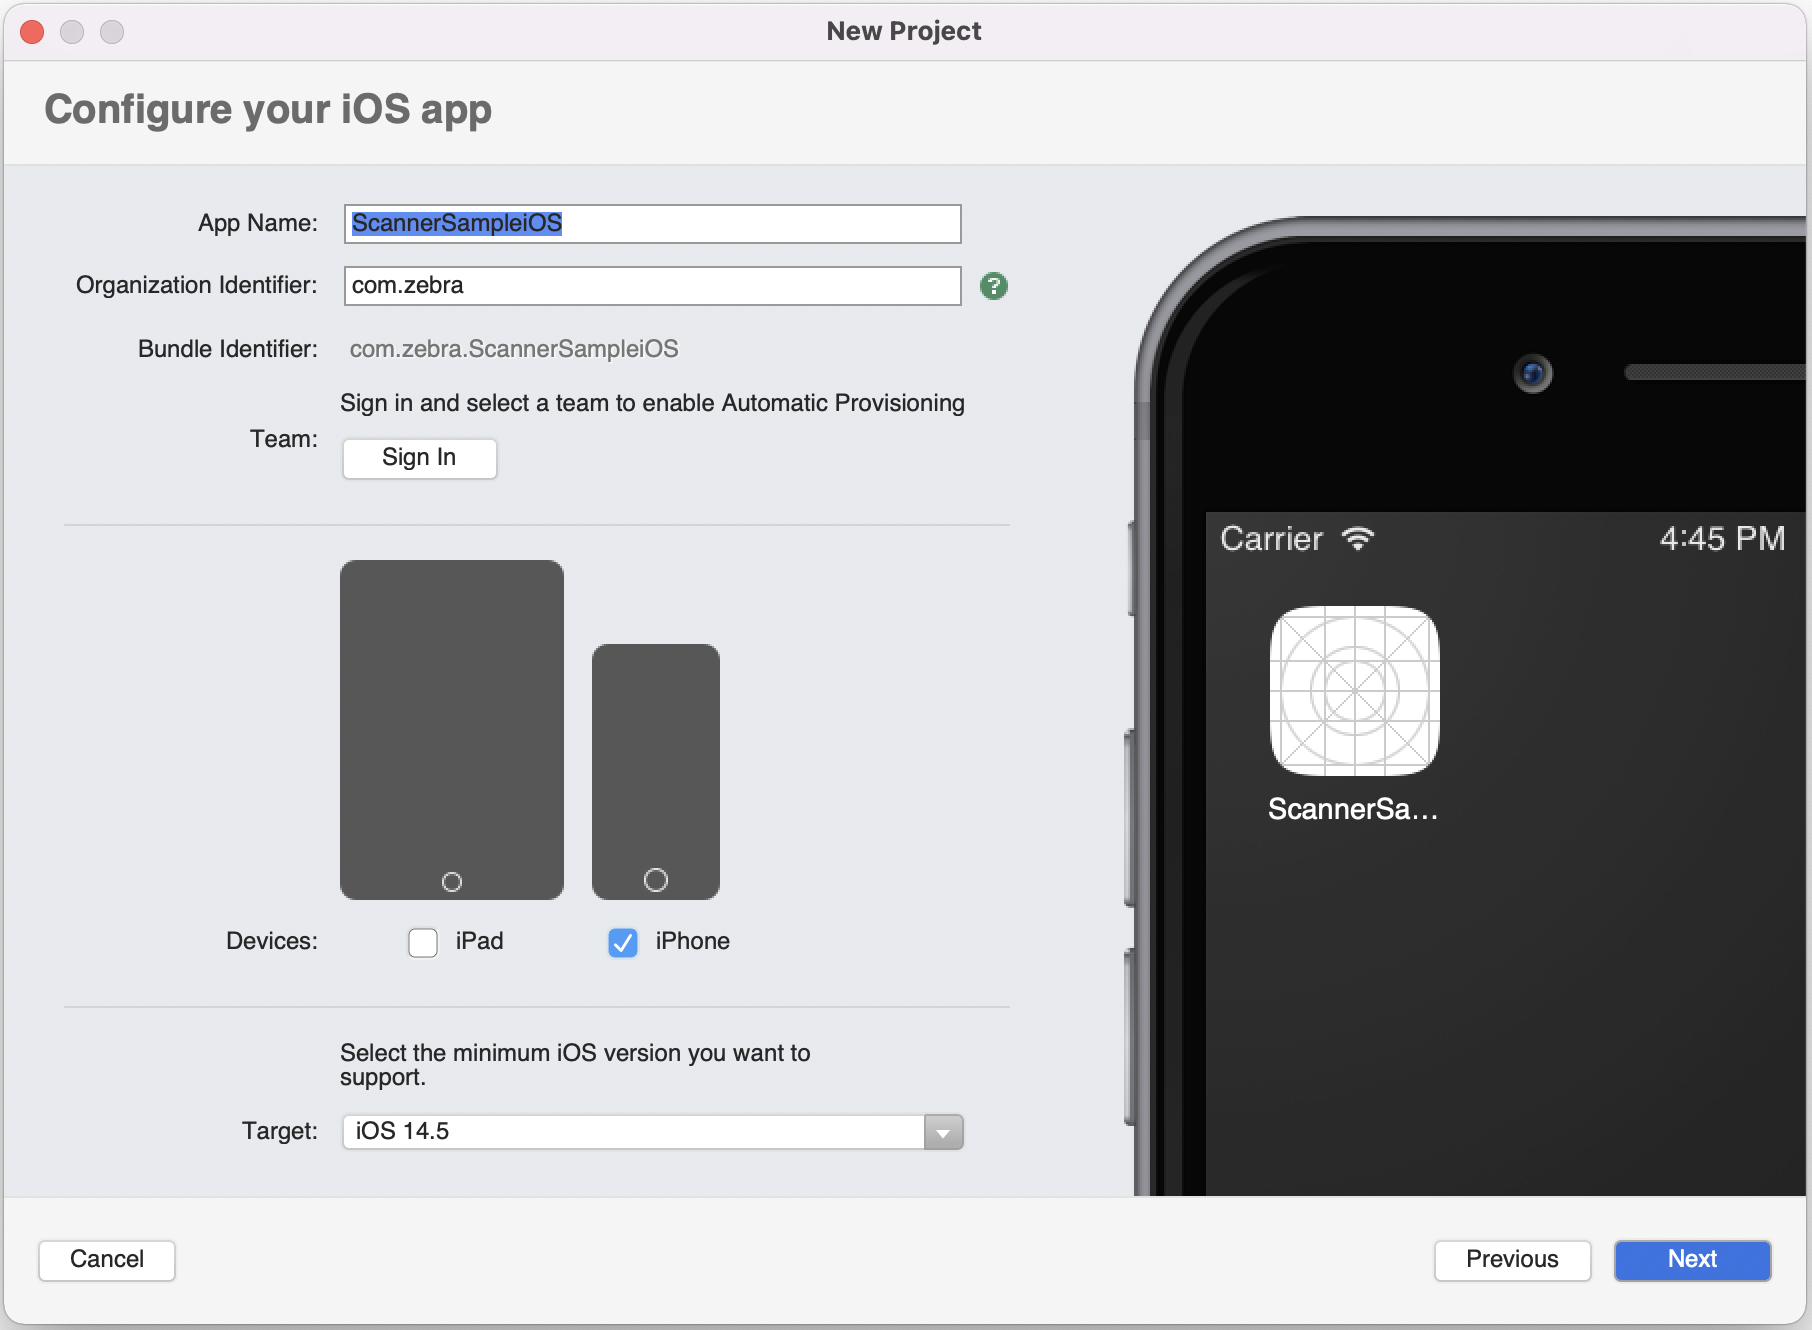 New Project
Configure your iOS app
App Name: ScannerSampleiOS
Organization Identifier: com.zebra ?
Bundle Identifier: com.zebra.ScannerSampleiOS
Sign in and select a team to enable Automatic Provisioning
Team: Sign In
Carrier 4:45 PM
ScannerSa...
Devices: iPad iPhone
Select the minimum iOS version you want to
support.
Target: iOS 14.5
Cancel Previous Next